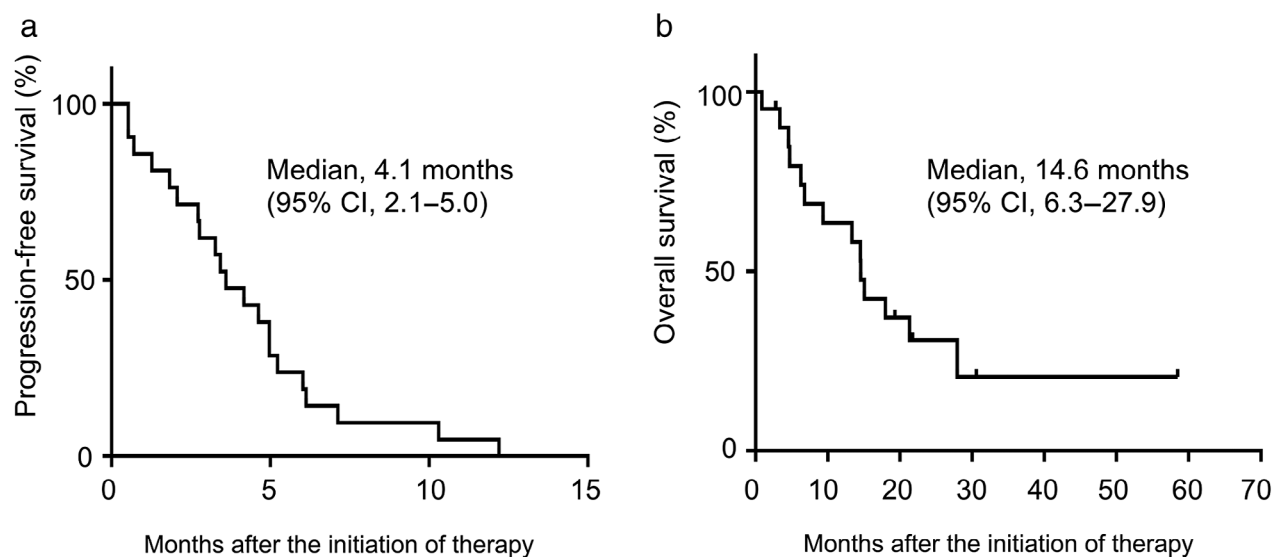 a
Progression-free survival (%)
100
50
0
Median, 4.1 months
(95% CI, 2.1–5.0)
0 5 10 15
Months after the initiation of therapy
b
Overall survival (%)
100
50
0
Median, 14.6 months
(95% CI, 6.3–27.9)
0 10 20 30 40 50 60 70
Months after the initiation of therapy